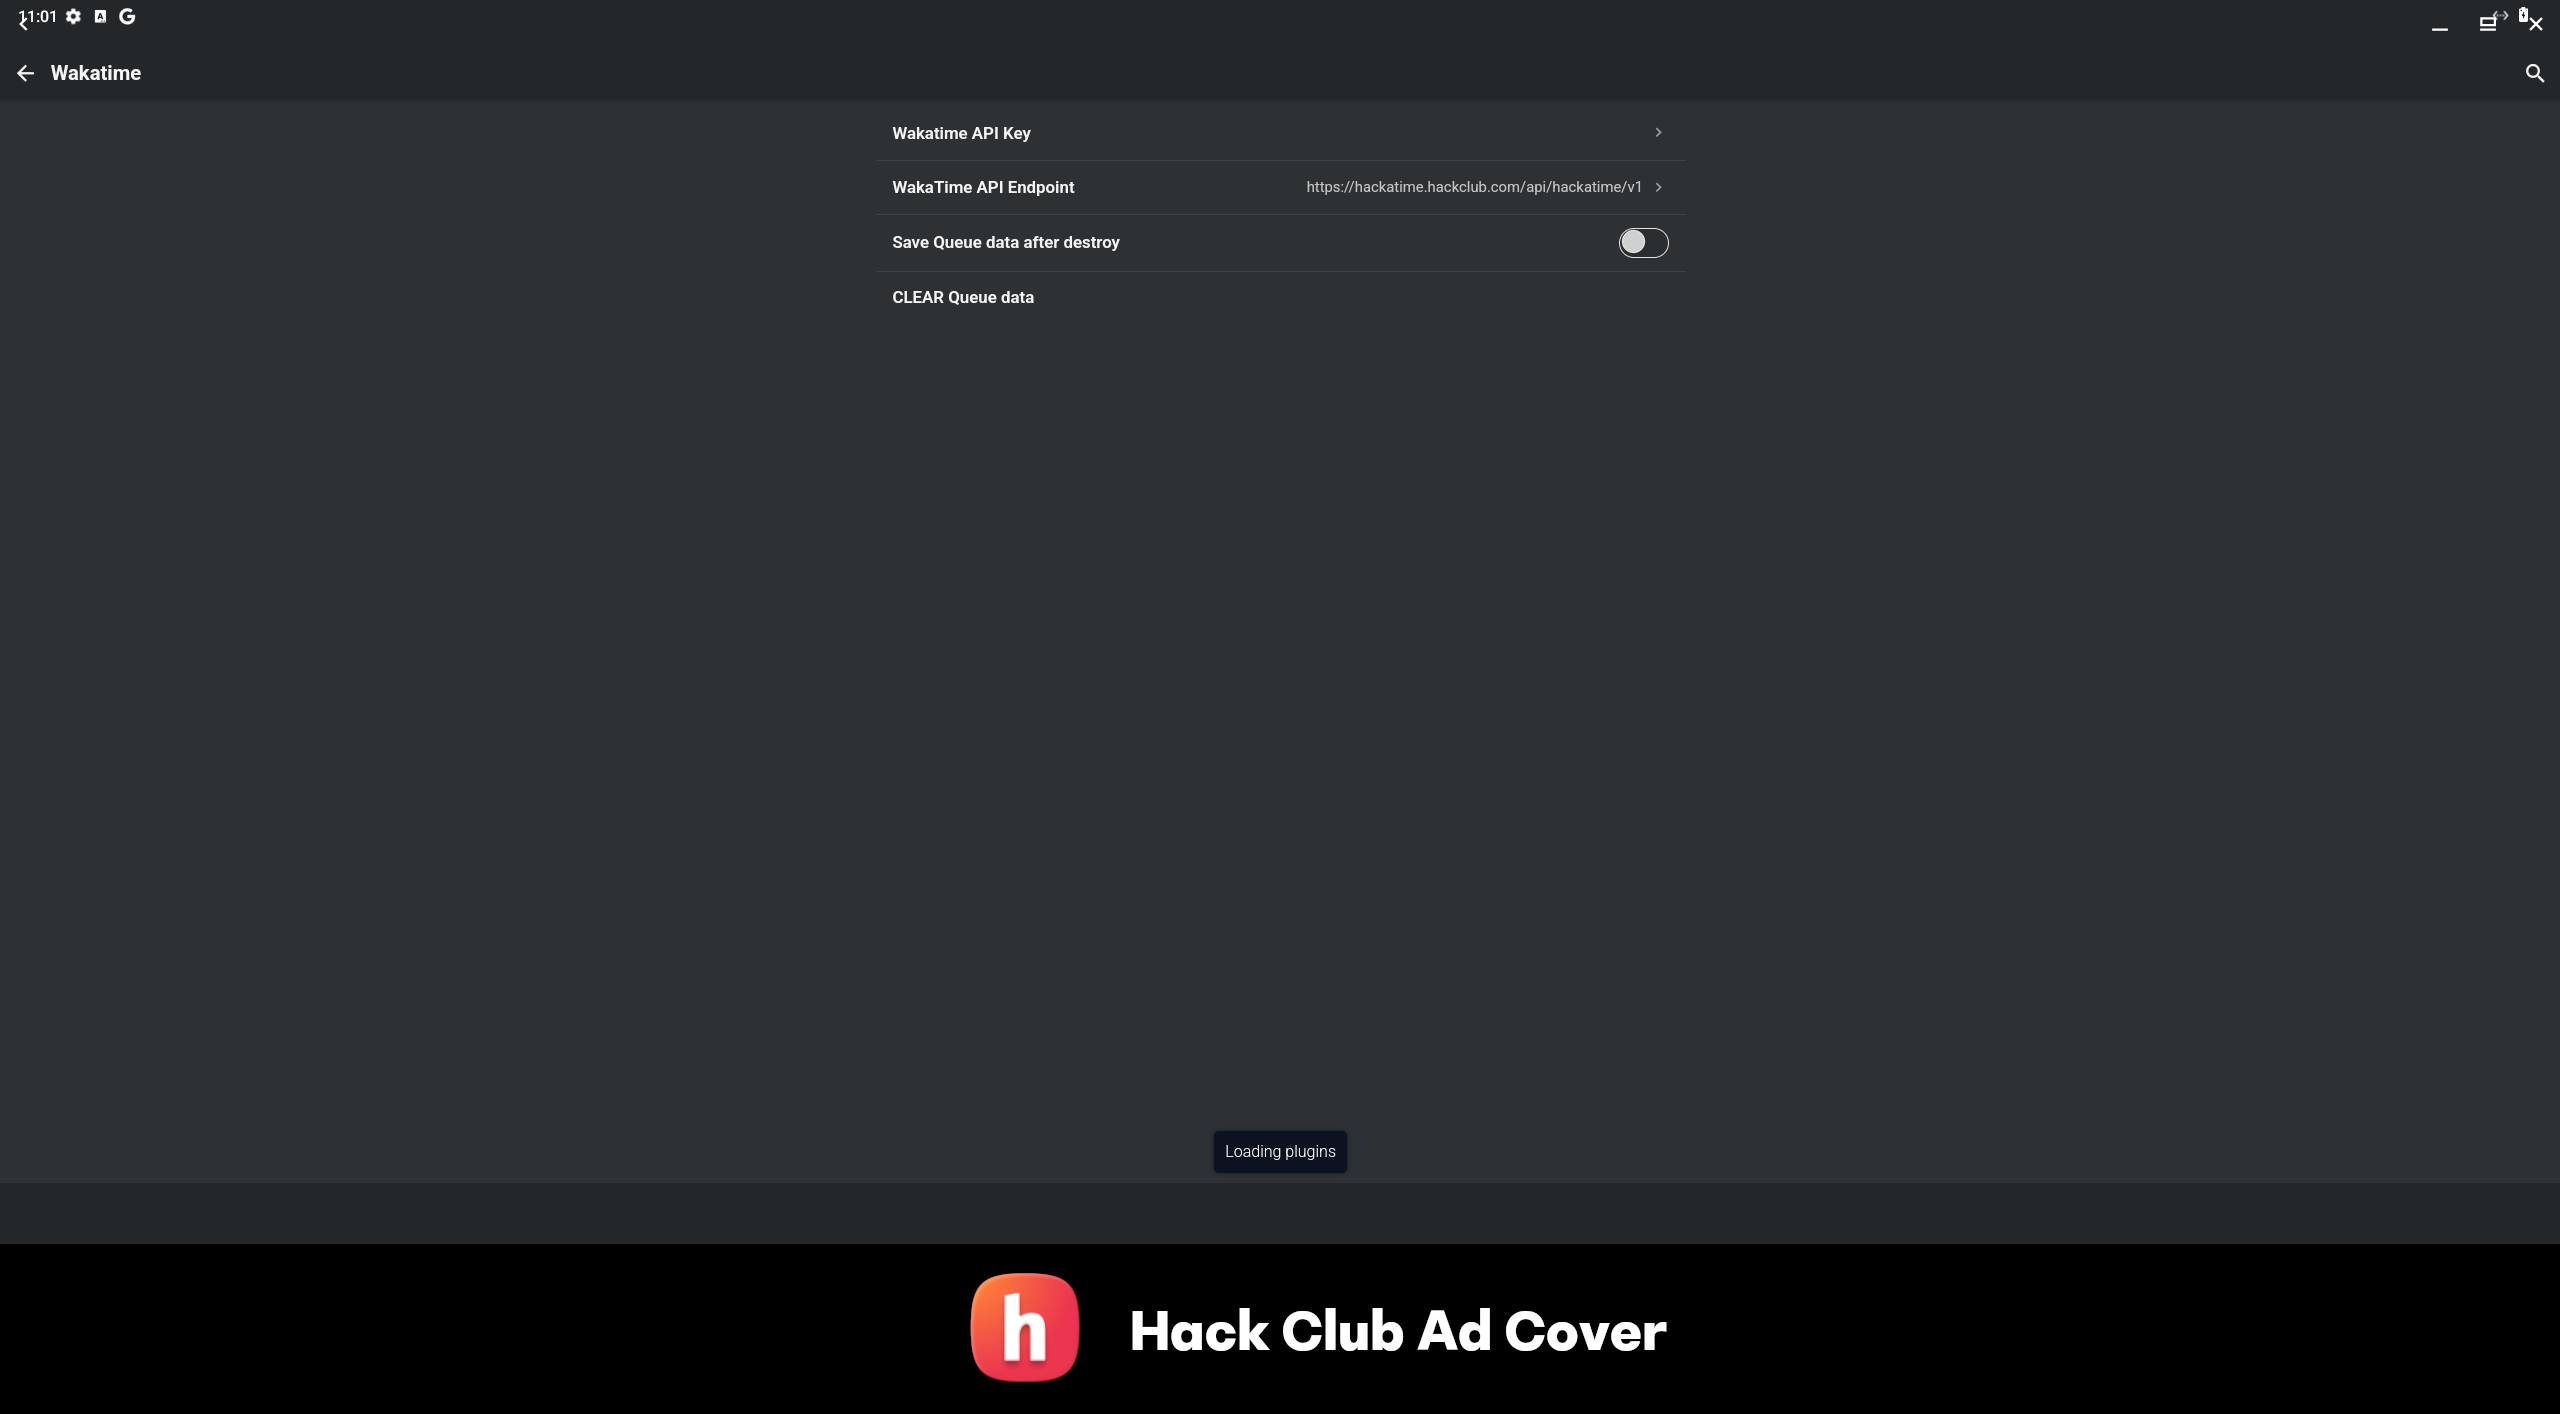 11:01
Wakatime
Wakatime API Key
WakaTime API Endpoint https://hackatime.hackclub.com/api/hackatime/v1
Save Queue data after destroy
CLEAR Queue data
Loading plugins
h Hack Club Ad Cover